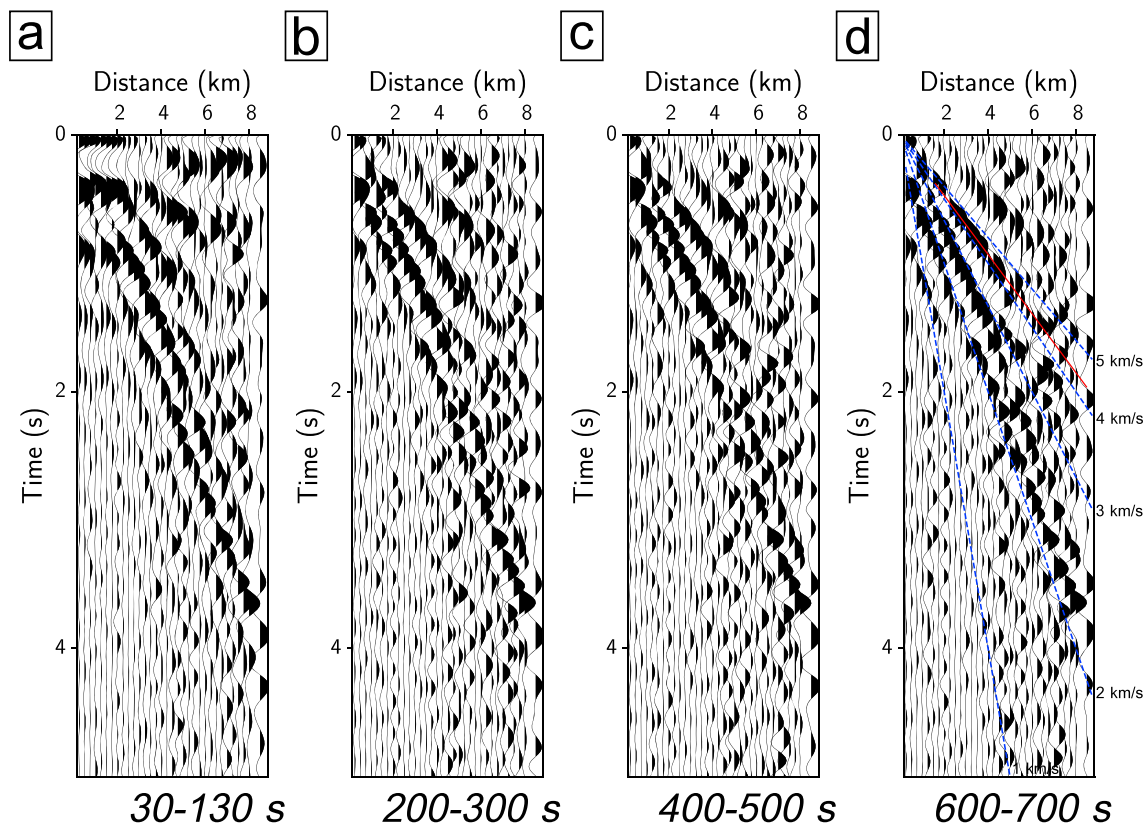 a b c d
Distance (km) Distance (km) Distance (km) Distance (km)
2 4 6 8 2 4 6 8 2 4 6 8 2 4 6 8
0 0 0 0
5 km/s
2 2 2 2
4 km/s
Time (s) Time (s) Time (s) Time (s)
3 km/s
4 4 4 4
2 km/s
1 km/s
30-130 s 200-300 s 400-500 s 600-700 s